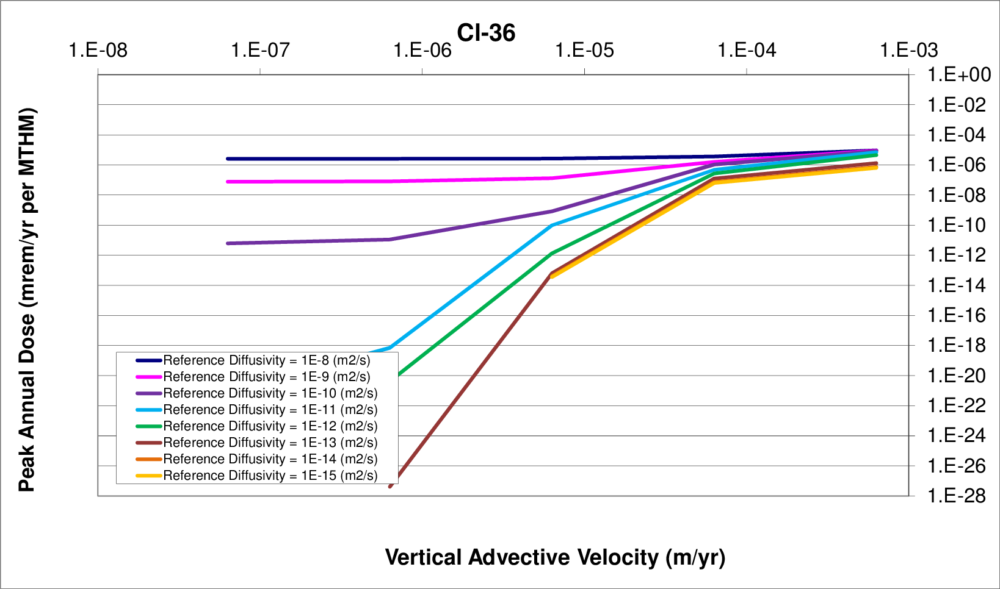 Cl-36
1.E-08 1.E-07 1.E-06 1.E-05 1.E-04 1.E-03
1.E+00
1.E-02
1.E-04
1.E-06
1.E-08
1.E-10
1.E-12
1.E-14
1.E-16
1.E-18
1.E-20
1.E-22
1.E-24
1.E-26
1.E-28
Peak Annual Dose (mrem/yr per MTHM)
Reference Diffusivity = 1E-8 (m2/s)
Reference Diffusivity = 1E-9 (m2/s)
Reference Diffusivity = 1E-10 (m2/s)
Reference Diffusivity = 1E-11 (m2/s)
Reference Diffusivity = 1E-12 (m2/s)
Reference Diffusivity = 1E-13 (m2/s)
Reference Diffusivity = 1E-14 (m2/s)
Reference Diffusivity = 1E-15 (m2/s)
Vertical Advective Velocity (m/yr)